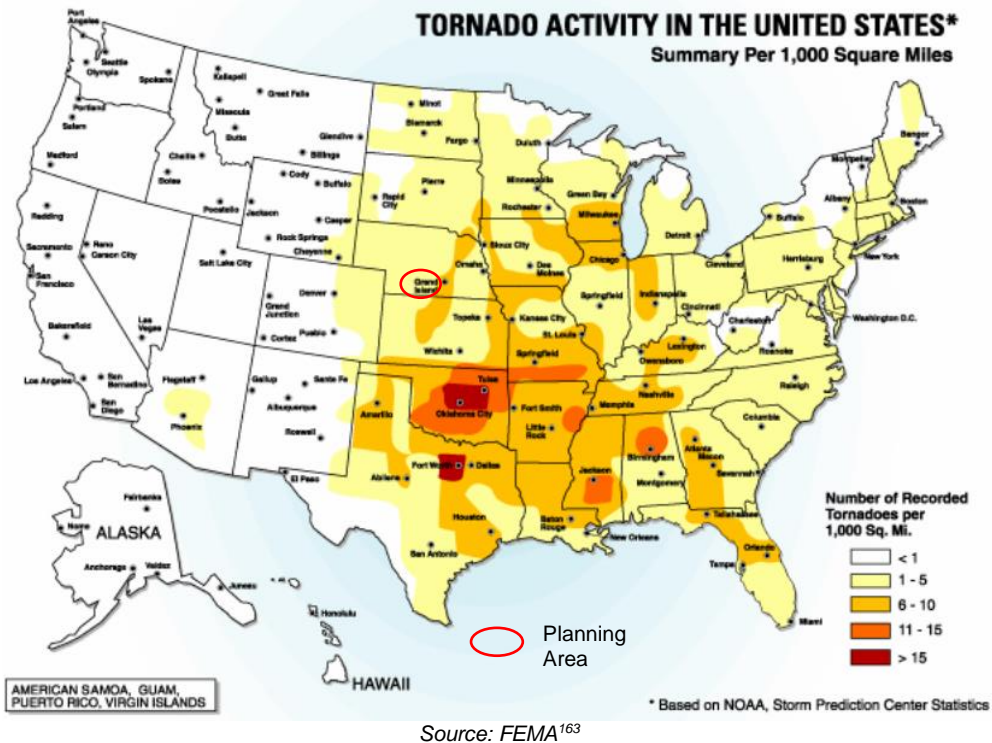 TORNADO ACTIVITY IN THE UNITED STATES*
Summary Per 1,000 Square Miles
Port
Angeles
Seattle
Olympia
Spokane
Portland
Salem
Medford
Kalispell
Great Falls
Missoula
Butte
Glendive
Billings
Challis
Boise
Pocatello
Cody
Buffalo
Jackson
Casper
Rock Springs
Cheyenne
Minot
Bismarck
Fargo
Duluth
Pierre
Rapid
City
Minneapolis
Rochester
Green Bay
Milwaukee
Sioux City
Des
Moines
Chicago
Omaha
Grand
Island
Detroit
Buffalo
Albany
Montpelier
Bangor
Boston
New York
Harrisburg
Cleveland
Washington D.C.
Redding
Sacramento
San
Francisco
Reno
Carson City
Salt Lake City
Bakersfield
Las
Vegas
Los Angeles
San
Bernadino
San
Diego
Denver
Grand
Junction
Pueblo
Cortez
Topeka
Kansas City
Wichita
St. Louis
Springfield
Springfield
Indianapolis
Cincinnati
Charleston
Roanoke
Lexington
Owensboro
Nashville
Raleigh
Columbia
Flagstaff
Phoenix
Gallup
Santa Fe
Albuquerque
Roswell
El Paso
Amarillo
Tulsa
Oklahoma City
Fort Smith
Little
Rock
Memphis
Birmingham
Montgomery
Atlanta
Macon
Savannah
Jackson
Fort Worth
Dallas
Abilene
Houston
San Antonio
Baton
Rouge
New Orleans
Tallahassee
Orlando
Tampa
Miami
Fairbanks
Nome
ALASKA
Anchorage
Valdez
Juneau
Honolulu
HAWAII
Planning
Area
Number of Recorded
Tornadoes per
1,000 Sq. Mi.
< 1
1 - 5
6 - 10
11 - 15
> 15
AMERICAN SAMOA, GUAM,
PUERTO RICO, VIRGIN ISLANDS
* Based on NOAA, Storm Prediction Center Statistics
Source: FEMA163